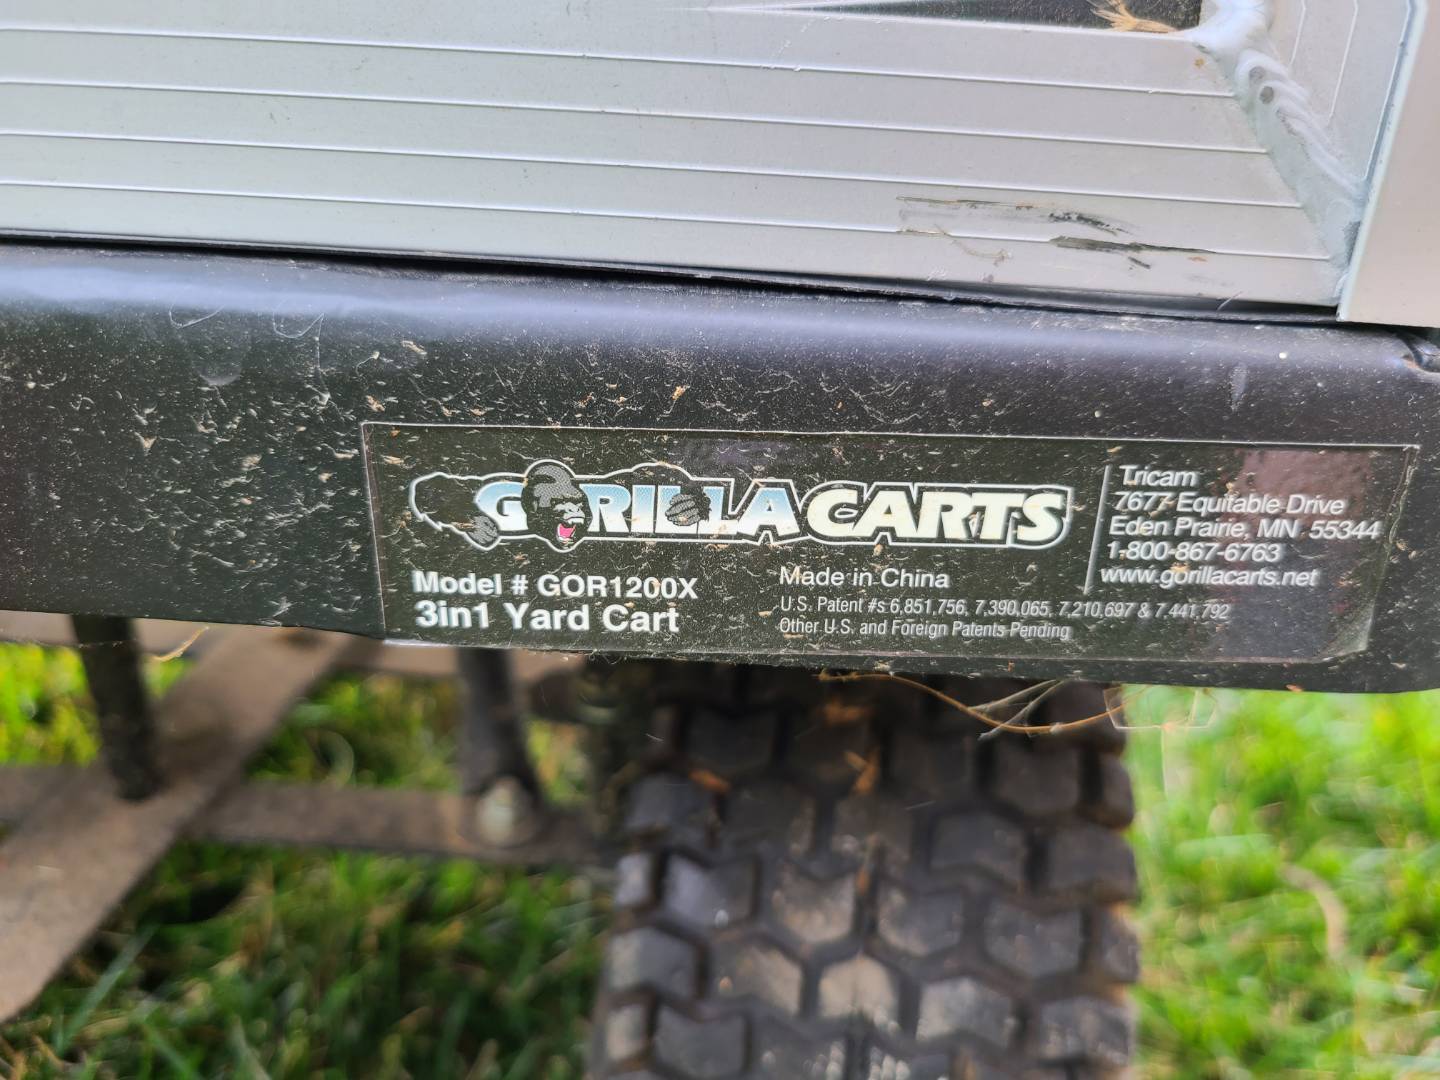 GORILLA CARTS
Model # GOR1200X
3in1 Yard Cart
Made in China
U.S. Patent #s 6,851,756, 7,390,065, 7,210,697 & 7,441,792
Other U.S. and Foreign Patents Pending
Tricam
7677 Equitable Drive
Eden Prairie, MN 55344
1-800-867-6763
www.gorillacarts.net